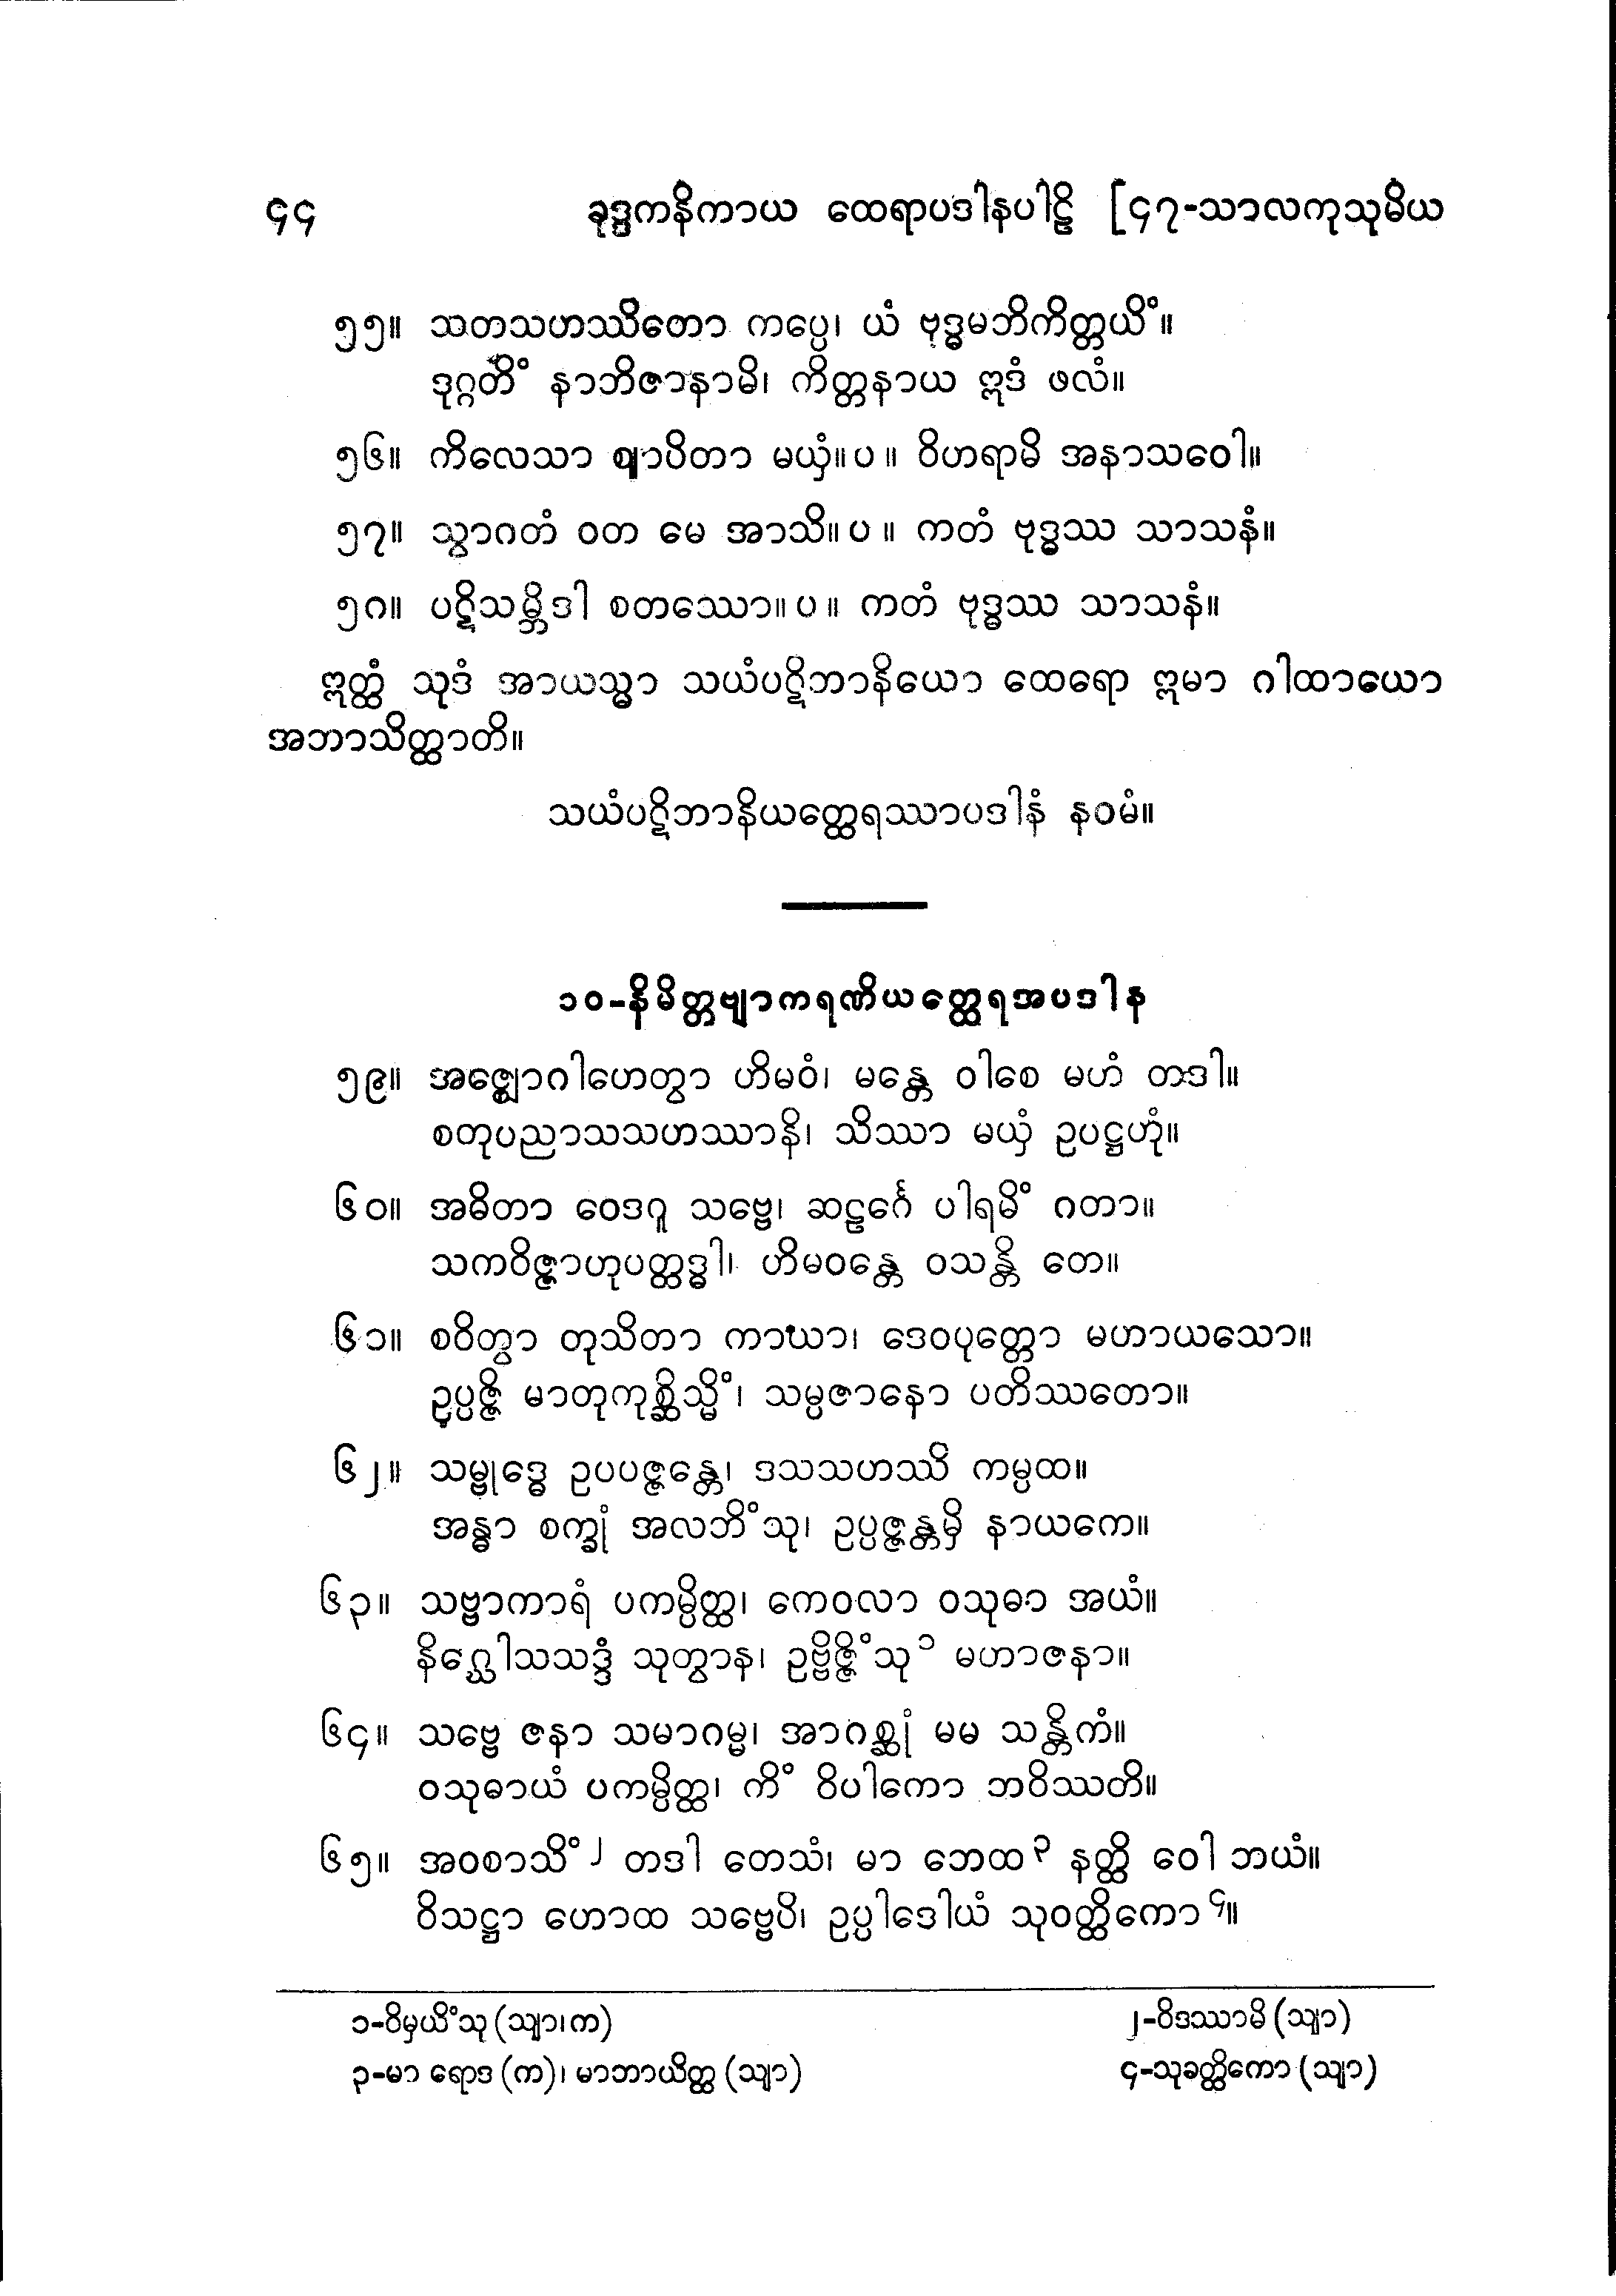 ၄၄ ခုဒ္ဒကနိကာယ ထေရာပဒါနပါဠိ [၄၇-သာလကုသုမိယ
၅၅။ သတသဟဿိတော ကပ္ပေ၊ ယံ ဗုဒ္ဓမဘိကိတ္တယိံ။
ဒုဂ္ဂတိံ နာဘိဇာနာမိ၊ ကိတ္တနာယ ဣဒံ ဖလံ။
၅၆။ ကိလေသာ ဈာပိတာ မယှံ။ပ။ ဝိဟရာမိ အနာသဝေါ။
၅၇။ သွာဂတံ ဝတ မေ အာသိ။ပ။ ကတံ ဗုဒ္ဓဿ သာသနံ။
၅၈။ ပဋိသမ္ဘိဒါ စတဿော။ပ။ ကတံ ဗုဒ္ဓဿ သာသနံ။
ဣတ္ထံ သုဒံ အာယသ္မာ သယံပဋိဘာနိယော ထေရော ဣမာ ဂါထာယော
အဘာသိတ္ထာတိ။
သယံပဋိဘာနိယတ္ထေရဿာပဒါနံ နဝမံ။
၁၀-နိမိတ္တဗျာကရဏိယတ္ထေရအပဒါန
၅၉။ အဇ္ဈောဂါဟေတွာ ဟိမဝံ၊ မန္တေ ဝါစေ မဟံ တဒါ။
စတုပညာသသဟဿာနိ၊ သိဿာ မယှံ ဥပဋ္ဌဟုံ။
၆၀။ အဓိတာ ဝေဒဂူ သဗ္ဗေ၊ ဆဠင်္ဂေ ပါရမိံ ဂတာ။
သကဝိဇ္ဇာဟုပတ္ထဒ္ဓါ၊ ဟိမဝန္တေ ဝသန္တိ တေ။
၆၁။ စဝိတွာ တုသိတာ ကာယာ၊ ဒေဝပုတ္တော မဟာယသော။
ဥပ္ပဇ္ဇိ မာတုကုစ္ဆိသ္မိံ၊ သမ္ပဇာနော ပတိဿတော။
၆၂။ သမ္ဗုဒ္ဓေ ဥပပဇ္ဇန္တေ၊ ဒသသဟဿိ ကမ္ပထ။
အန္ဓာ စက္ခုံ အလဘိံသု၊ ဥပ္ပဇ္ဇန္တမှိ နာယကေ။
၆၃။ သဗ္ဗာကာရံ ပကမ္ပိတ္ထ၊ ကေဝလာ ဝသုဓာ အယံ။
နိဂ္ဃေါသသဒ္ဒံ သုတွာန၊ ဥဗ္ဗိဇ္ဇိံသု၁ မဟာဇနာ။
၆၄။ သဗ္ဗေ ဇနာ သမာဂမ္မ၊ အာဂစ္ဆုံ မမ သန္တိကံ။
ဝသုဓာယံ ပကမ္ပိတ္ထ၊ ကိံ ဝိပါကော ဘဝိဿတိ။
၆၅။ အဝစာသိံ၂ တဒါ တေသံ၊ မာ ဘေထ၃ နတ္ထိ ဝေါ ဘယံ။
ဝိသဋ္ဌာ ဟောထ သဗ္ဗေပိ၊ ဥပ္ပါဒေါယံ သုဝတ္ထိကော၄။
၁-ဝိမှယိံသု (သျာ၊က) ၂-ဝိဒဿာမိ (သျာ)
၃-မာ ရောဒ (က)၊ မာဘာယိတ္ထ (သျာ) ၄-သုခတ္ထိကော (သျာ)